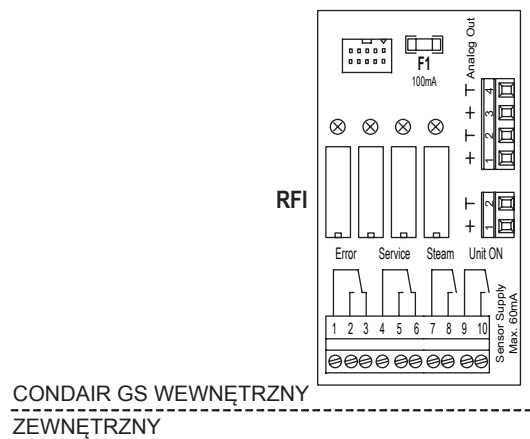 Analog Out
F1
100mA
4
+ 3
2
+ 1
RFI
2
+ 1
Error Service Steam Unit ON
1 2 3 4 5 6 7 8 9 10
Sensor Supply
Max. 60mA
CONDAIR GS WEWNĘTRZNY
ZEWNĘTRZNY